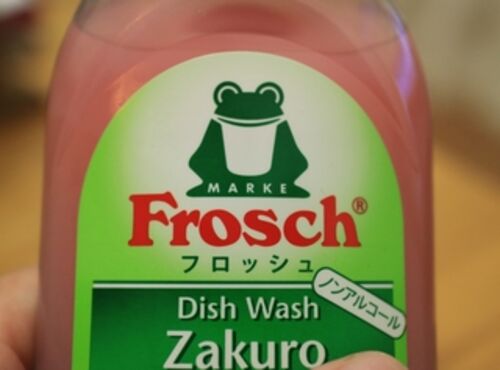 MARKE
Frosch®
フロッシュ
ノンアルコール
Dish Wash
Zakuro